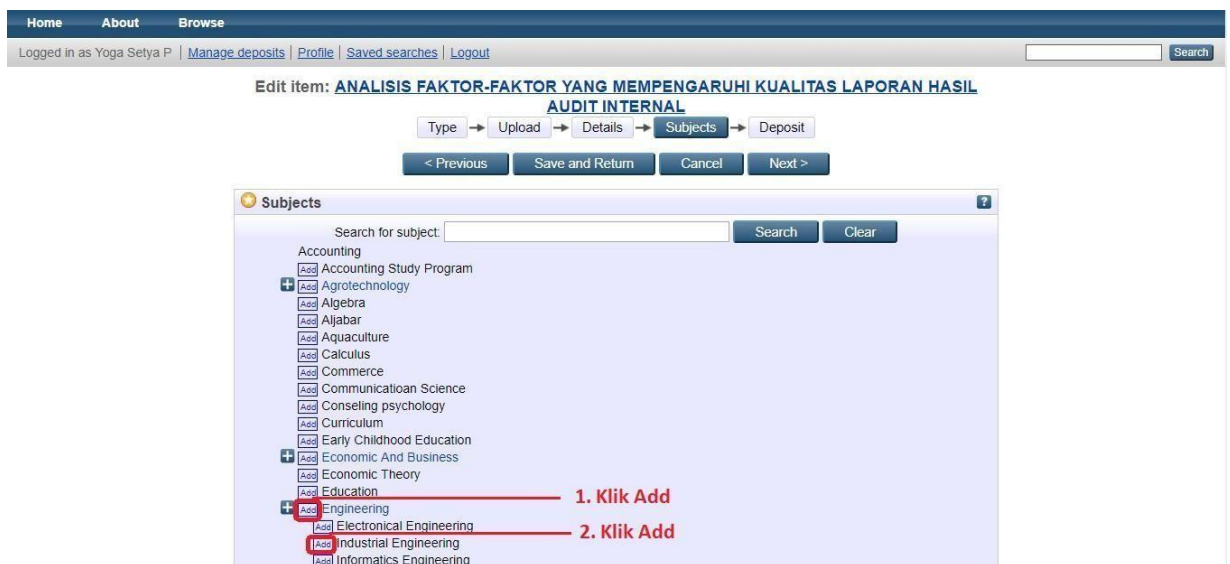 Home About Browse
Logged in as Yoga Setya P | Manage deposits | Profile | Saved searches | Logout Search
Edit item: ANALISIS FAKTOR-FAKTOR YANG MEMPENGARUHI KUALITAS LAPORAN HASIL
AUDIT INTERNAL
Type → Upload → Details → Subjects → Deposit
< Previous Save and Return Cancel Next >
Subjects ?
Search for subject: Search Clear
Accounting
Add Accounting Study Program
+ Add Agrotechnology
Add Algebra
Add Aljabar
Add Aquaculture
Add Calculus
Add Commerce
Add Communicatioan Science
Add Conseling psychology
Add Curriculum
Add Early Childhood Education
+ Add Economic And Business
Add Economic Theory
Add Education
1. Klik Add
+ Add Engineering
Add Electronical Engineering
2. Klik Add
Add Industrial Engineering
Add Informatics Engineering